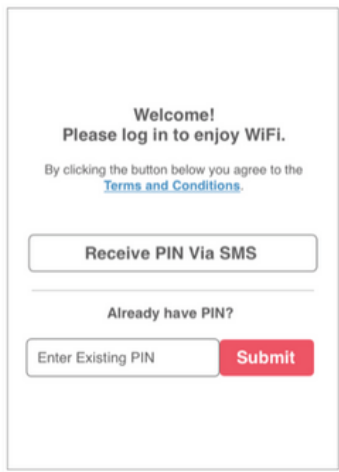 Welcome!
Please log in to enjoy WiFi.
By clicking the button below you agree to the
Terms and Conditions.
Receive PIN Via SMS
Already have PIN?
Enter Existing PIN Submit